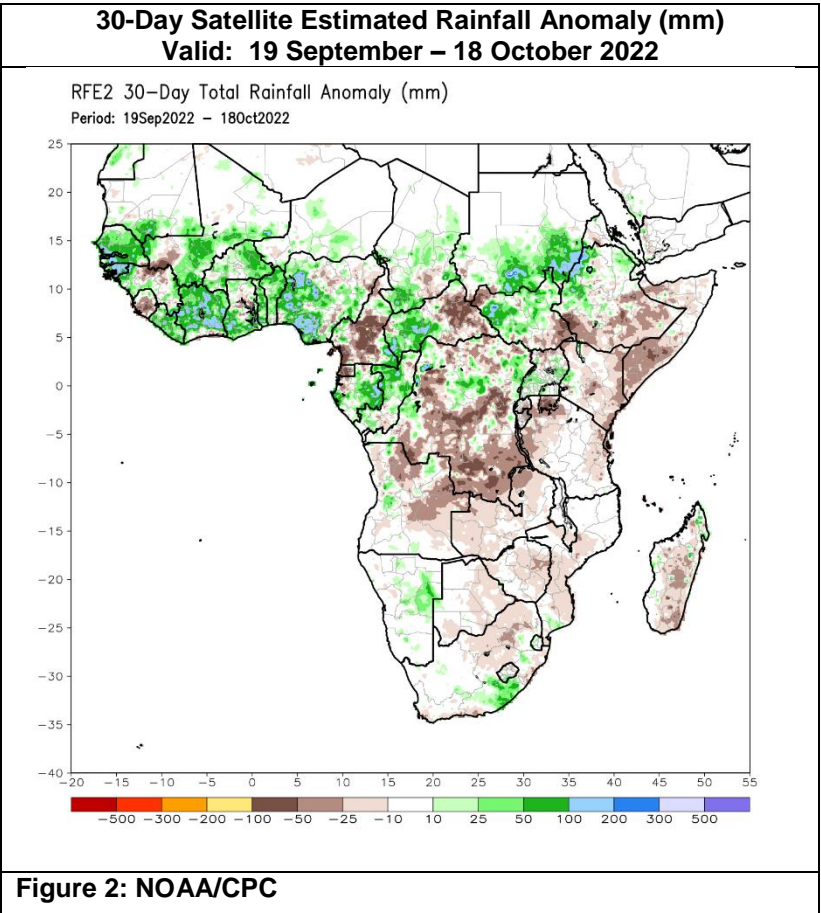 30-Day Satellite Estimated Rainfall Anomaly (mm)
Valid: 19 September – 18 October 2022
RFE2 30-Day Total Rainfall Anomaly (mm)
Period: 19Sep2022 – 18Oct2022
25
20
15
10
5
0
-5
-10
-15
-20
-25
-30
-35
-40
-20 -15 -10 -5 0 5 10 15 20 25 30 35 40 45 50 55
-500 -300 -200 -100 -50 -25 -10 10 25 50 100 200 300 500
Figure 2: NOAA/CPC